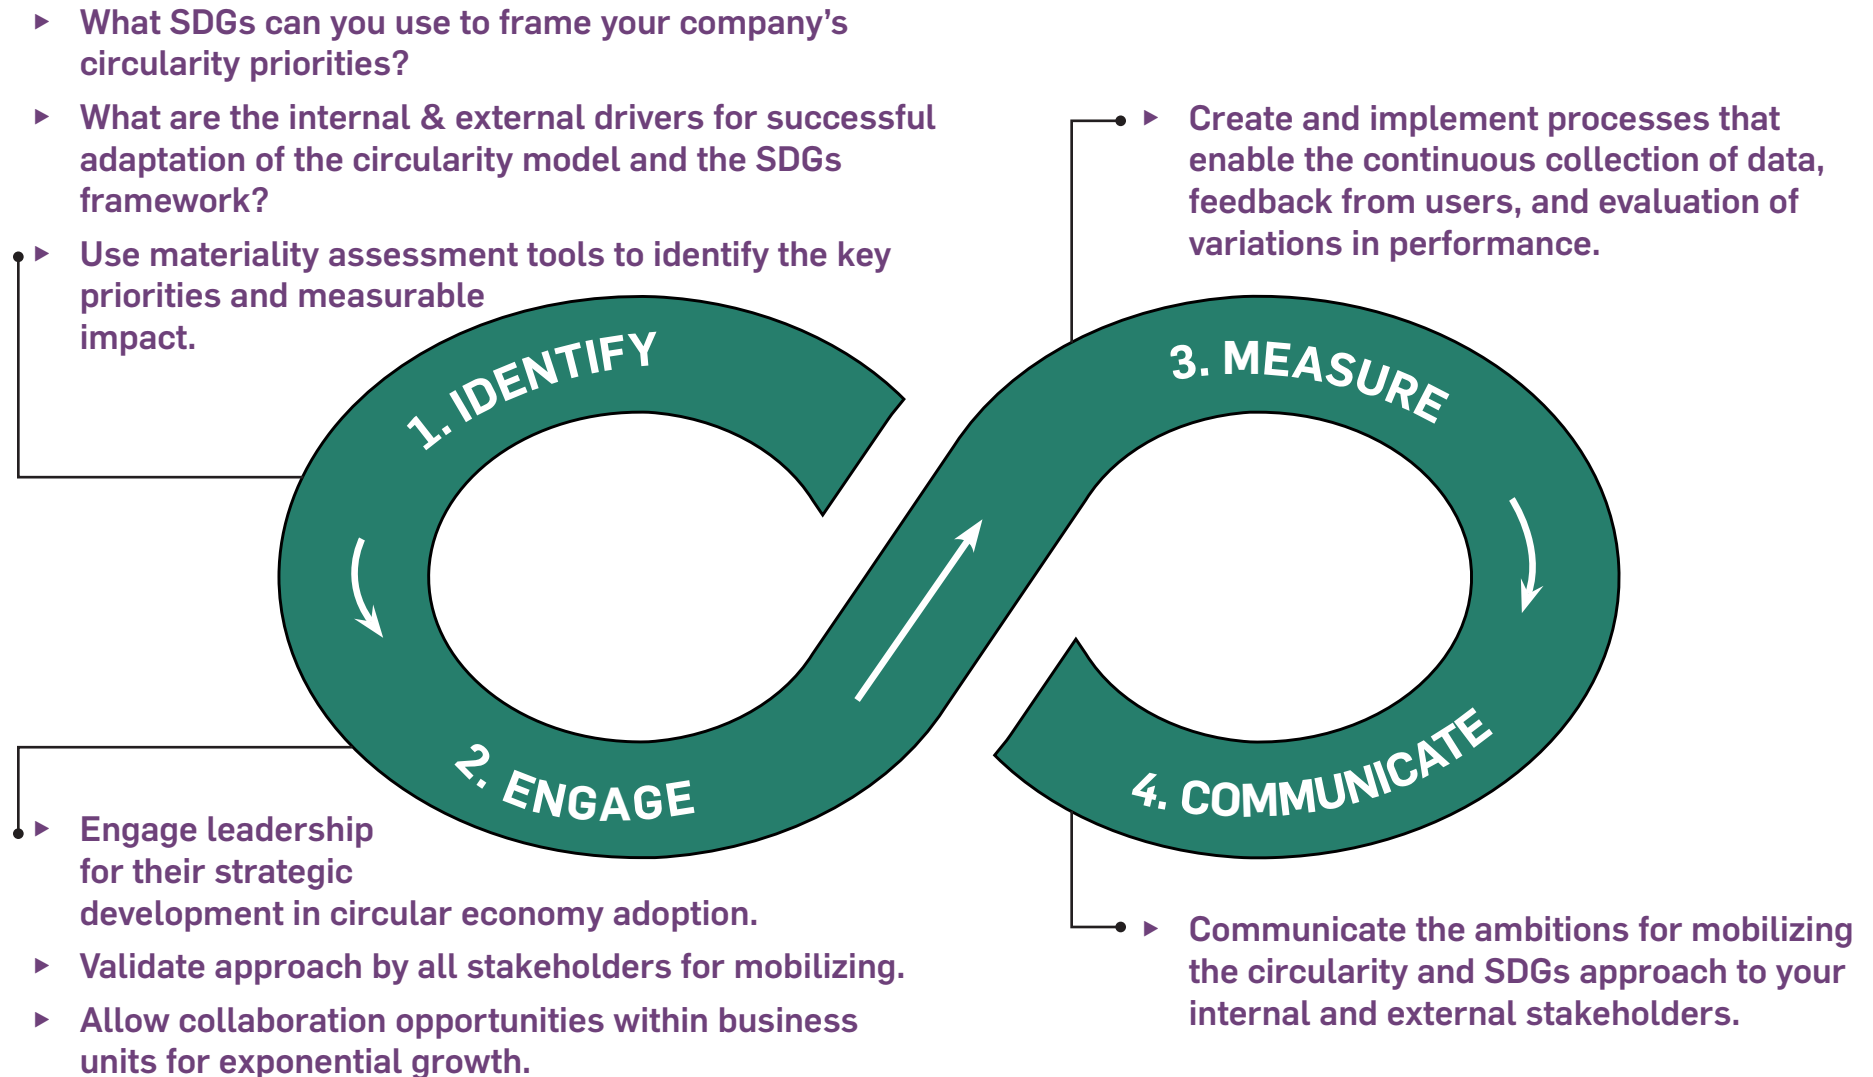 ▶ What SDGs can you use to frame your company’s
circularity priorities?
▶ What are the internal & external drivers for successful
adaptation of the circularity model and the SDGs
framework?
▶ Use materiality assessment tools to identify the key
priorities and measurable
impact.
1. IDENTIFY
2. ENGAGE
▶ Engage leadership
for their strategic
development in circular economy adoption.
▶ Validate approach by all stakeholders for mobilizing.
▶ Allow collaboration opportunities within business
units for exponential growth.
▶ Create and implement processes that
enable the continuous collection of data,
feedback from users, and evaluation of
variations in performance.
3. MEASURE
4. COMMUNICATE
▶ Communicate the ambitions for mobilizing
the circularity and SDGs approach to your
internal and external stakeholders.